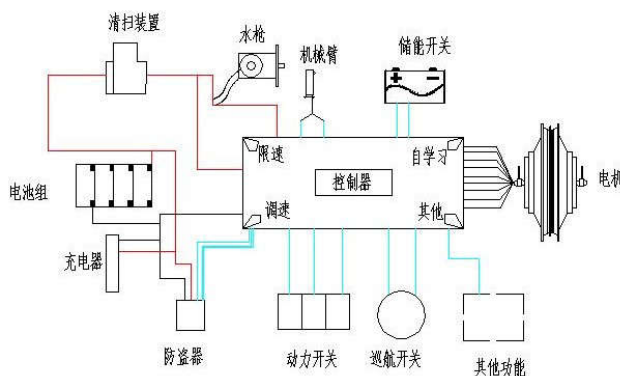 清扫装置
水枪
机械臂
储能开关
限速
自学习
控制器
电池组
电机
调速
其他
充电器
防盗器
动力开关
巡航开关
其他功能